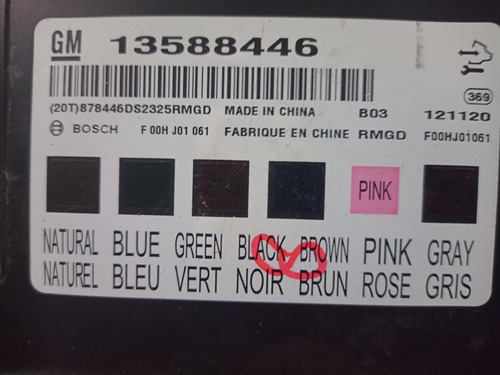 GM 13588446
(20T)878446DS2325RMGD MADE IN CHINA B03 121120
369
BOSCH F 00H J01 061 FABRIQUE EN CHINE RMGD F00HJ01061
PINK
NATURAL BLUE GREEN BLACK BROWN PINK GRAY
NATUREL BLEU VERT NOIR BRUN ROSE GRIS